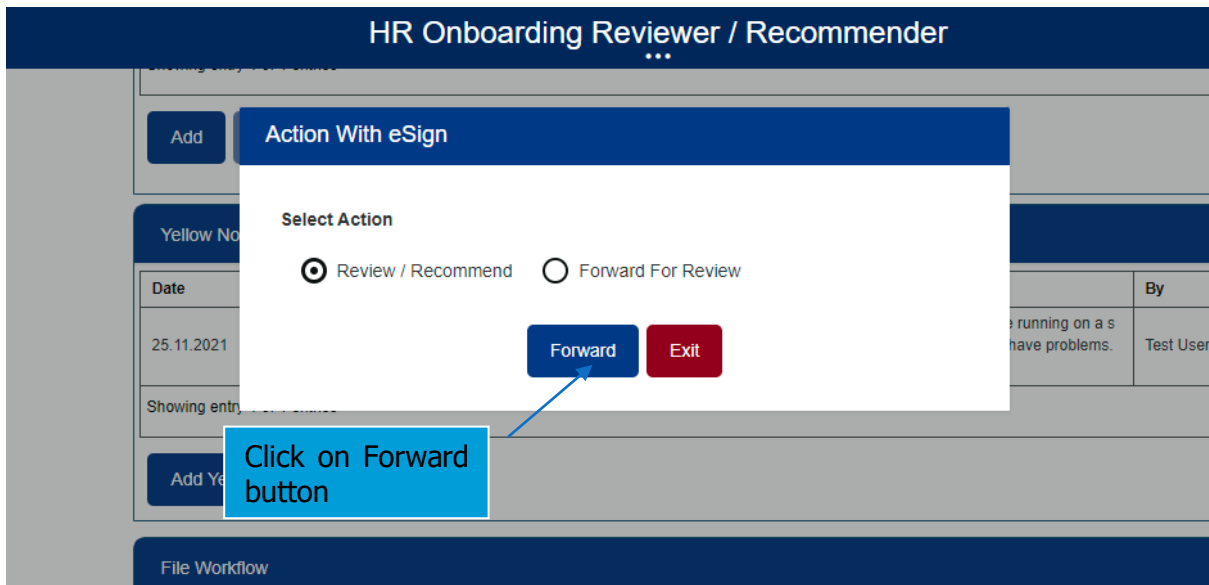 HR Onboarding Reviewer / Recommender
Add
Action With eSign
Select Action
Review / Recommend
Forward For Review
Forward
Exit
Yellow No
Date
By
25.11.2021
running on a s
have problems.
Test User
Showing entry
Click on Forward
button
Add Ye
File Workflow